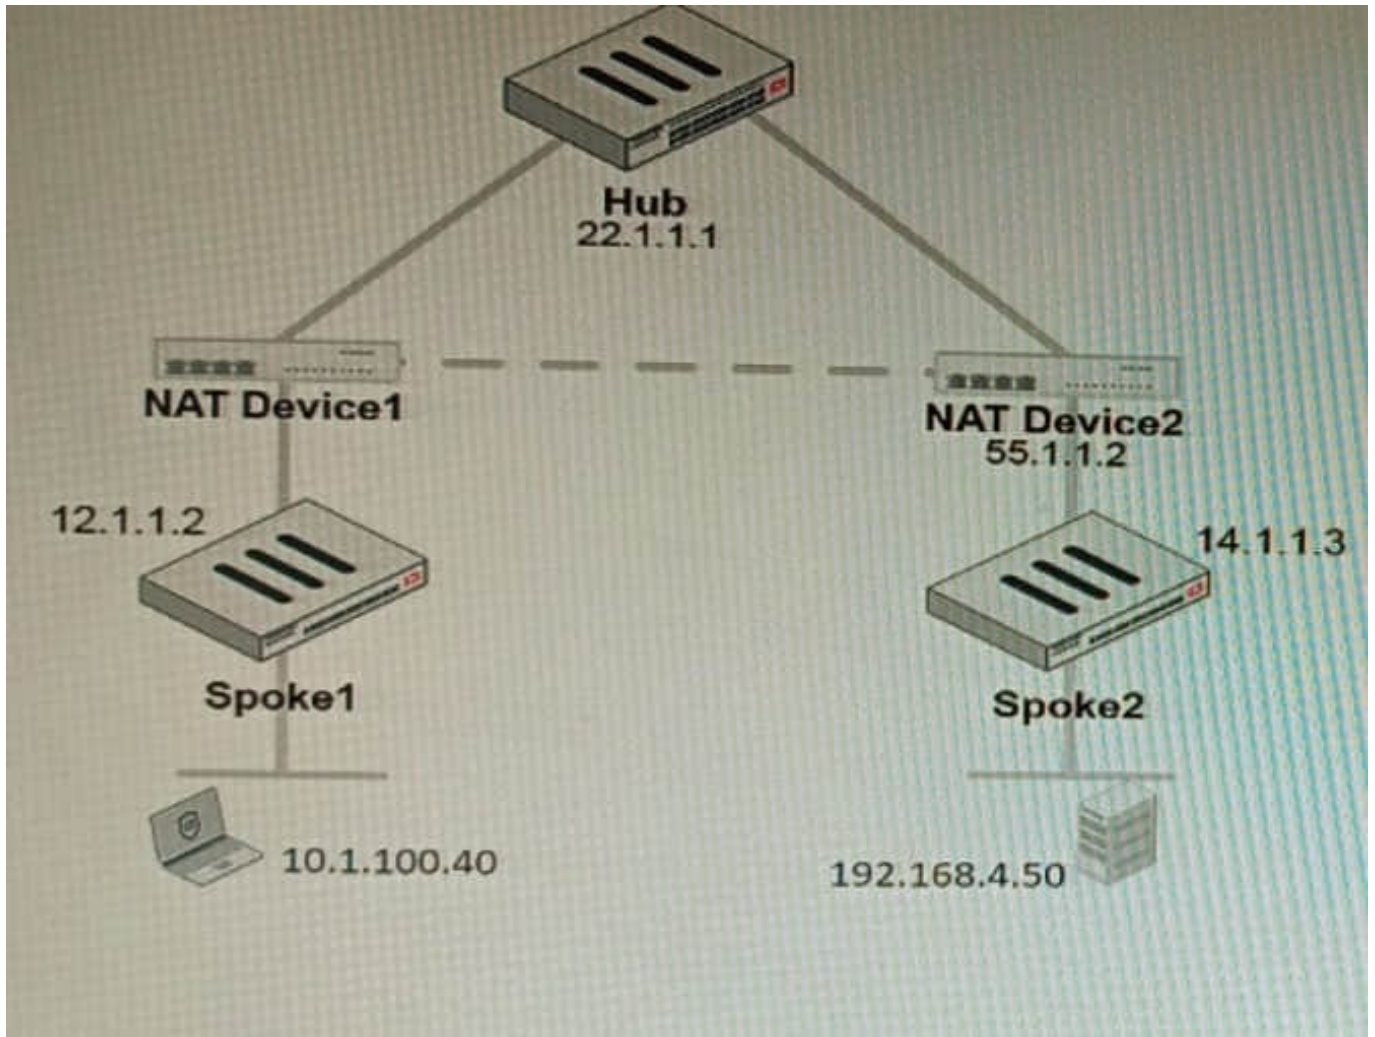 Hub
22.1.1.1
NAT Device1
NAT Device2
55.1.1.2
12.1.1.2
14.1.1.3
Spoke1
Spoke2
10.1.100.40
192.168.4.50